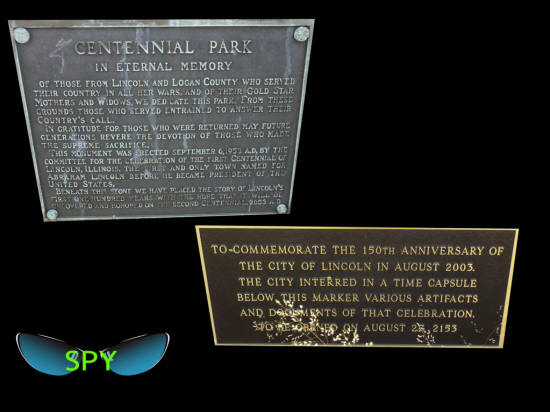 CENTENNIAL PARK
IN ETERNAL MEMORY
OF THOSE FROM LINCOLN AND LOGAN COUNTY WHO SERVED
THEIR COUNTRY IN ALL HER WARS, AND OF THEIR GOLD STAR
MOTHERS AND WIDOWS, WE DEDICATE THIS PARK. FROM THESE
GROUNDS THOSE WHO SERVED ENTRAINED TO ANSWER THEIR
COUNTRY'S CALL.
IN GRATITUDE FOR THOSE WHO WERE RETURNED MAY FUTURE
GENERATIONS REVERE THE DEVOTION OF THOSE WHO MADE
THE SUPREME SACRIFICE.
THIS MONUMENT WAS ERECTED SEPTEMBER 6, 1953 A.D. BY THE
COMMITTEE FOR THE CELEBRATION OF THE FIRST CENTENNIAL OF
LINCOLN, ILLINOIS, THE FIRST AND ONLY TOWN NAMED FOR
ABRAHAM LINCOLN BEFORE HE BECAME PRESIDENT OF THE
UNITED STATES.
BENEATH THIS STONE WE HAVE PLACED THE STORY OF LINCOLN'S
FIRST ONE HUNDRED YEARS WITH THE HOPE THAT IT WILL BE
UNCOVERED AND HONORED ON THE SECOND CENTENNIAL, 2053 A.D.
TO COMMEMORATE THE 150TH ANNIVERSARY OF
THE CITY OF LINCOLN IN AUGUST 2003,
THE CITY INTERRED IN A TIME CAPSULE
BELOW THIS MARKER VARIOUS ARTIFACTS
AND DOCUMENTS OF THAT CELEBRATION.
TO BE OPENED ON AUGUST 27, 2153
SPY